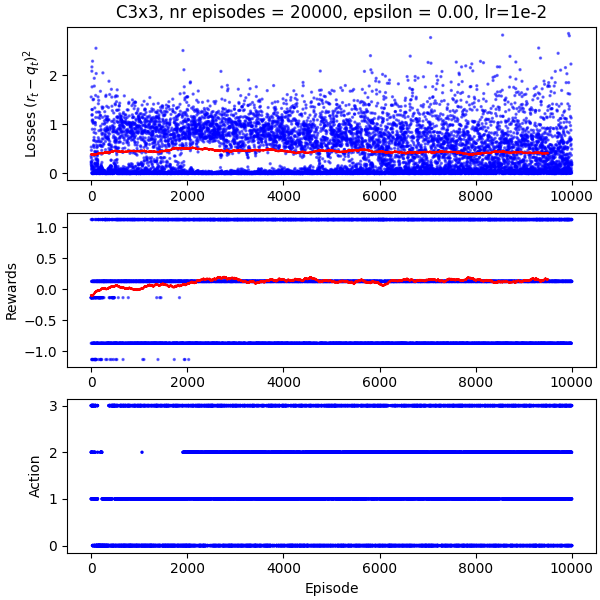 C3x3, nr episodes = 20000, epsilon = 0.00, lr=1e-2
Losses $(r_t - q_t)^2$
2
1
0
0 2000 4000 6000 8000 10000
Rewards
1.0
0.5
0.0
−0.5
−1.0
0 2000 4000 6000 8000 10000
Action
3
2
1
0
0 2000 4000 6000 8000 10000
Episode